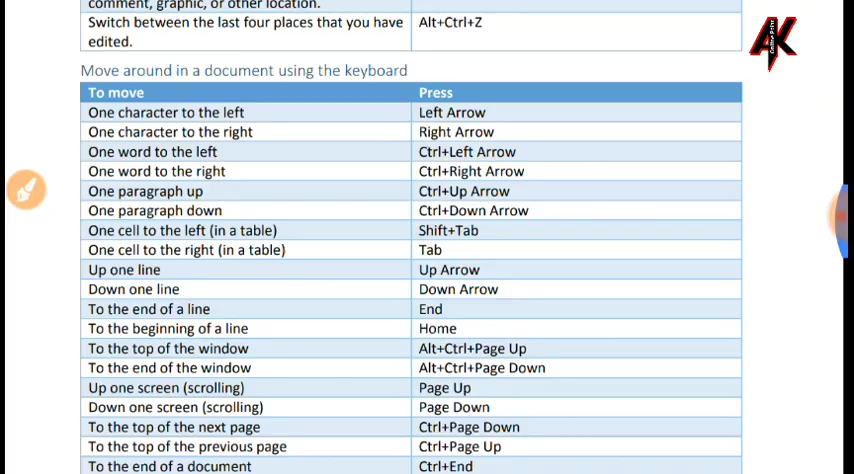 comment, graphic, or other location.
Switch between the last four places that you have Alt+Ctrl+Z
edited.
AK
Online Point
Move around in a document using the keyboard
To move Press
One character to the left Left Arrow
One character to the right Right Arrow
One word to the left Ctrl+Left Arrow
One word to the right Ctrl+Right Arrow
One paragraph up Ctrl+Up Arrow
One paragraph down Ctrl+Down Arrow
One cell to the left (in a table) Shift+Tab
One cell to the right (in a table) Tab
Up one line Up Arrow
Down one line Down Arrow
To the end of a line End
To the beginning of a line Home
To the top of the window Alt+Ctrl+Page Up
To the end of the window Alt+Ctrl+Page Down
Up one screen (scrolling) Page Up
Down one screen (scrolling) Page Down
To the top of the next page Ctrl+Page Down
To the top of the previous page Ctrl+Page Up
To the end of a document Ctrl+End